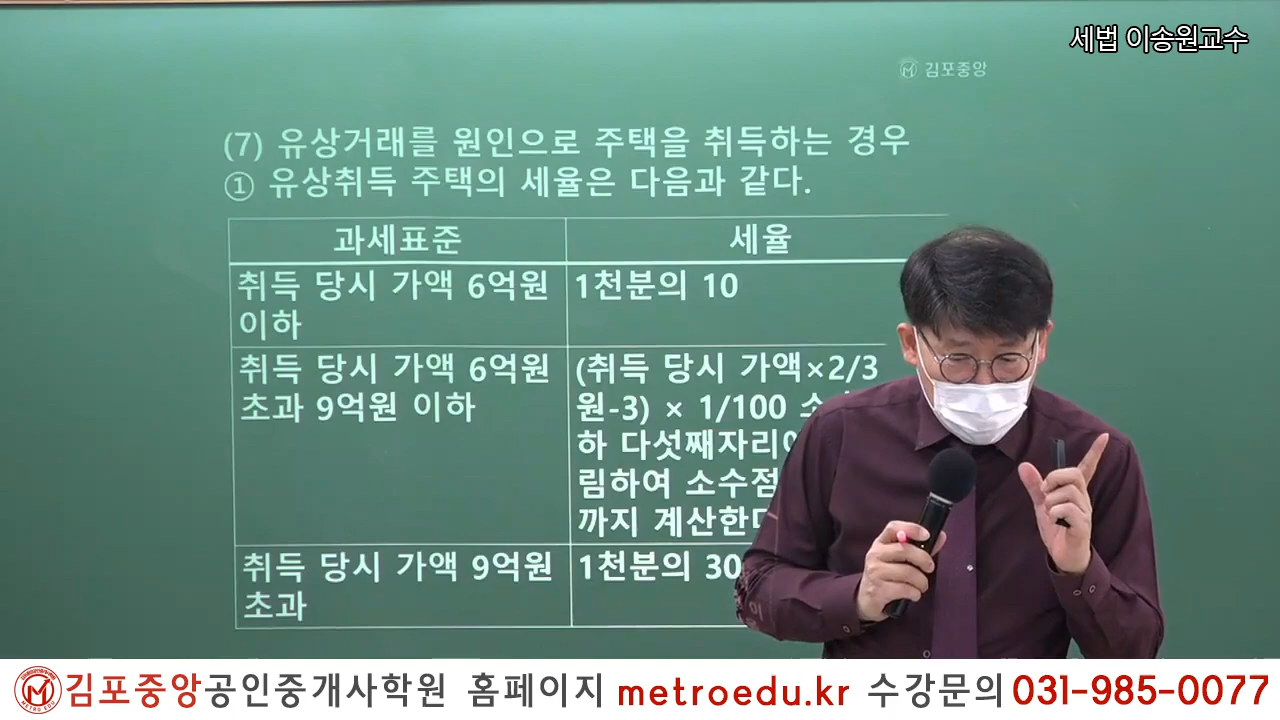 세법 이송원교수
김포중앙
(7) 유상거래를 원인으로 주택을 취득하는 경우
① 유상취득 주택의 세율은 다음과 같다.
과세표준 세율
취득 당시 가액 6억원 1천분의 10
이하
취득 당시 가액 6억원 (취득 당시 가액×2/3
초과 9억원 이하 원-3) × 1/100
하 다섯째자리
림하여 소수점
까지 계산한다
취득 당시 가액 9억원 1천분의 30
초과
METRO EDU 김포중앙공인중개사학원 홈페이지 metroedu.kr 수강문의 031-985-0077